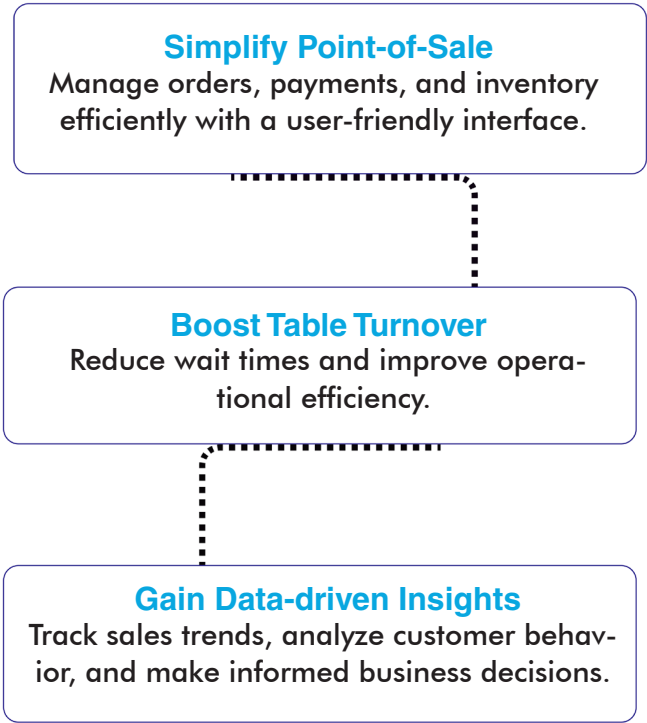 Simplify Point-of-Sale
Manage orders, payments, and inventory
efficiently with a user-friendly interface.
Boost Table Turnover
Reduce wait times and improve opera-
tional efficiency.
Gain Data-driven Insights
Track sales trends, analyze customer behav-
ior, and make informed business decisions.